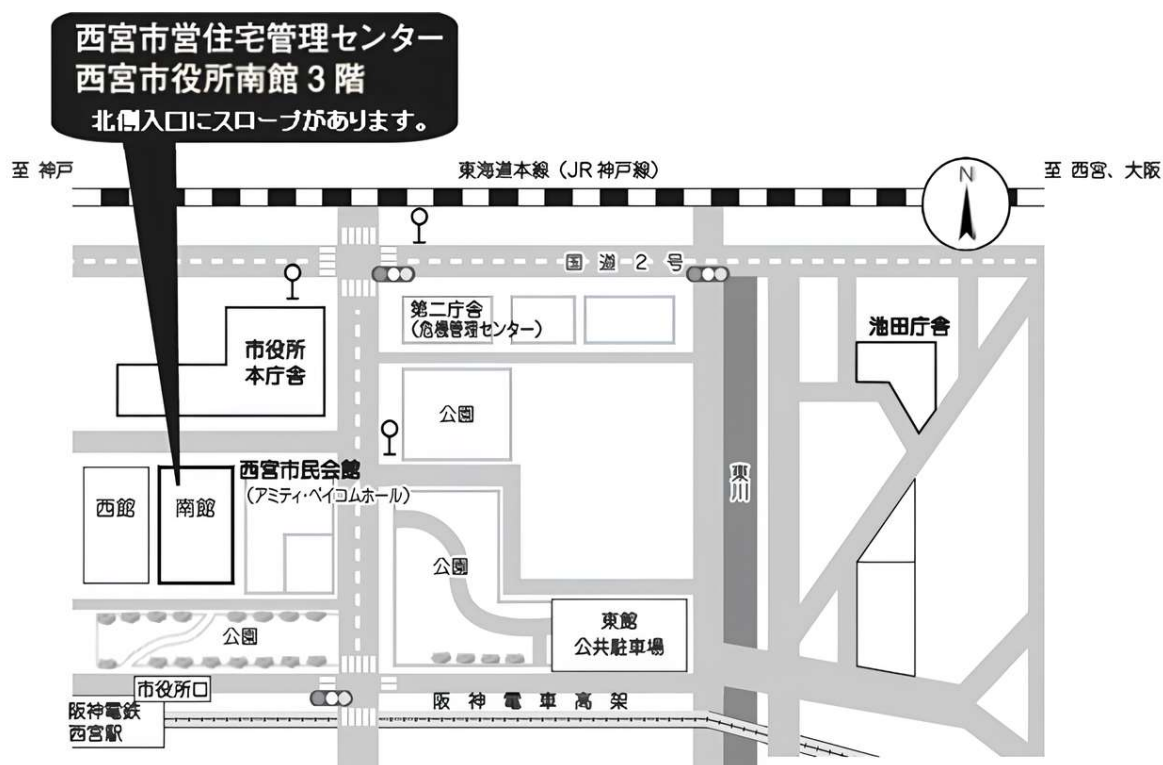 西宮市営住宅管理センター
西宮市役所南館3階
北側入口にスロープがあります。
至 神戸
東海道本線（JR 神戸線）
至 西宮、大阪
N
国道2号
第二庁舎
（危機管理センター）
池田庁舎
市役所
本庁舎
公園
西宮市民会館
（アミティ・ベイコムホール）
東川
西館
南館
公園
東館
公共駐車場
公園
市役所口
阪神電鉄
西宮駅
阪神電車高架